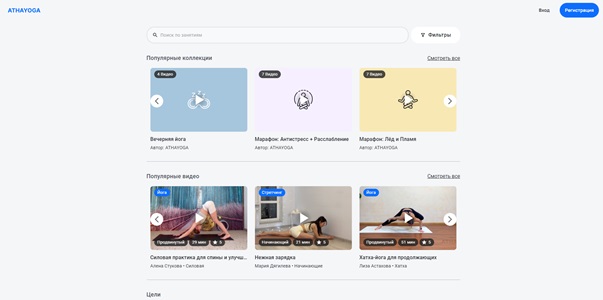 ATHAYOGA
Вход
Регистрация
Поиск по занятиям
Фильтры
Популярные коллекции
Смотреть все
4 Видео
7 Видео
7 Видео
Вечерняя йога
Марафон: Антистресс + Расслабление
Марафон: Лёд и Пламя
Автор: ATHAYOGA
Автор: ATHAYOGA
Автор: ATHAYOGA
Популярные видео
Смотреть все
Йога
Стретчинг
Йога
Продвинутый
29 мин
5
Начинающий
21 мин
5
Продвинутый
61 мин
5
Силовая практика для спины и улучш...
Нежная зарядка
Хатха-йога для продолжающих
Алена Стукова • Силовая
Мария Дягилева • Начинающие
Лиза Астахова • Хатха
Цели